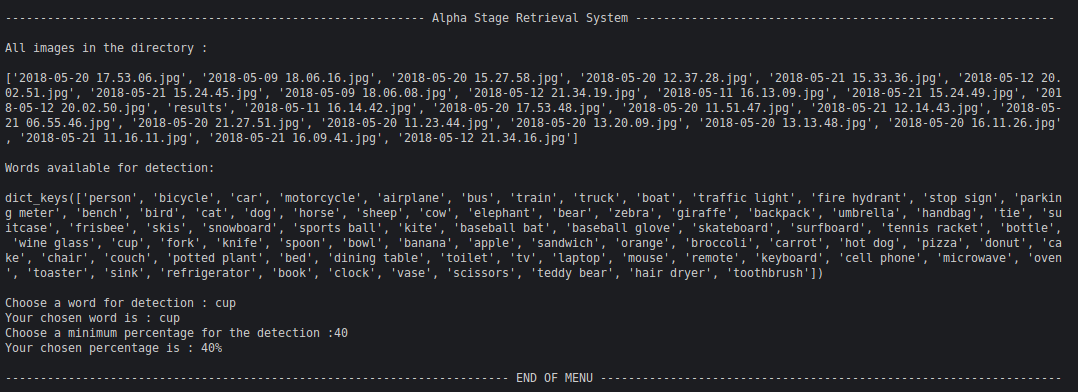 ------------------------------------------------------------ Alpha Stage Retrieval System ------------------------------------------------------------
All images in the directory :
['2018-05-20 17.53.06.jpg', '2018-05-09 18.06.16.jpg', '2018-05-20 15.27.58.jpg', '2018-05-20 12.37.28.jpg', '2018-05-21 15.33.36.jpg', '2018-05-12 20.
02.51.jpg', '2018-05-21 15.24.45.jpg', '2018-05-09 18.06.08.jpg', '2018-05-12 21.34.19.jpg', '2018-05-11 16.13.09.jpg', '2018-05-21 15.24.49.jpg', '201
8-05-12 20.02.50.jpg', 'results', '2018-05-11 16.14.42.jpg', '2018-05-20 17.53.48.jpg', '2018-05-20 11.51.47.jpg', '2018-05-21 12.14.43.jpg', '2018-05-
21 06.55.46.jpg', '2018-05-20 21.27.51.jpg', '2018-05-20 11.23.44.jpg', '2018-05-20 13.20.09.jpg', '2018-05-20 13.13.48.jpg', '2018-05-20 16.11.26.jpg'
, '2018-05-21 11.16.11.jpg', '2018-05-21 16.09.41.jpg', '2018-05-12 21.34.16.jpg']
Words available for detection:
dict_keys(['person', 'bicycle', 'car', 'motorcycle', 'airplane', 'bus', 'train', 'truck', 'boat', 'traffic light', 'fire hydrant', 'stop sign', 'parkin
g meter', 'bench', 'bird', 'cat', 'dog', 'horse', 'sheep', 'cow', 'elephant', 'bear', 'zebra', 'giraffe', 'backpack', 'umbrella', 'handbag', 'tie', 'su
itcase', 'frisbee', 'skis', 'snowboard', 'sports ball', 'kite', 'baseball bat', 'baseball glove', 'skateboard', 'surfboard', 'tennis racket', 'bottle',
'wine glass', 'cup', 'fork', 'knife', 'spoon', 'bowl', 'banana', 'apple', 'sandwich', 'orange', 'broccoli', 'carrot', 'hot dog', 'pizza', 'donut', 'ca
ke', 'chair', 'couch', 'potted plant', 'bed', 'dining table', 'toilet', 'tv', 'laptop', 'mouse', 'remote', 'keyboard', 'cell phone', 'microwave', 'oven
', 'toaster', 'sink', 'refrigerator', 'book', 'clock', 'vase', 'scissors', 'teddy bear', 'hair dryer', 'toothbrush'])
Choose a word for detection : cup
Your chosen word is : cup
Choose a minimum percentage for the detection :40
Your chosen percentage is : 40%
------------------------------------------------------------------------ END OF MENU ------------------------------------------------------------------